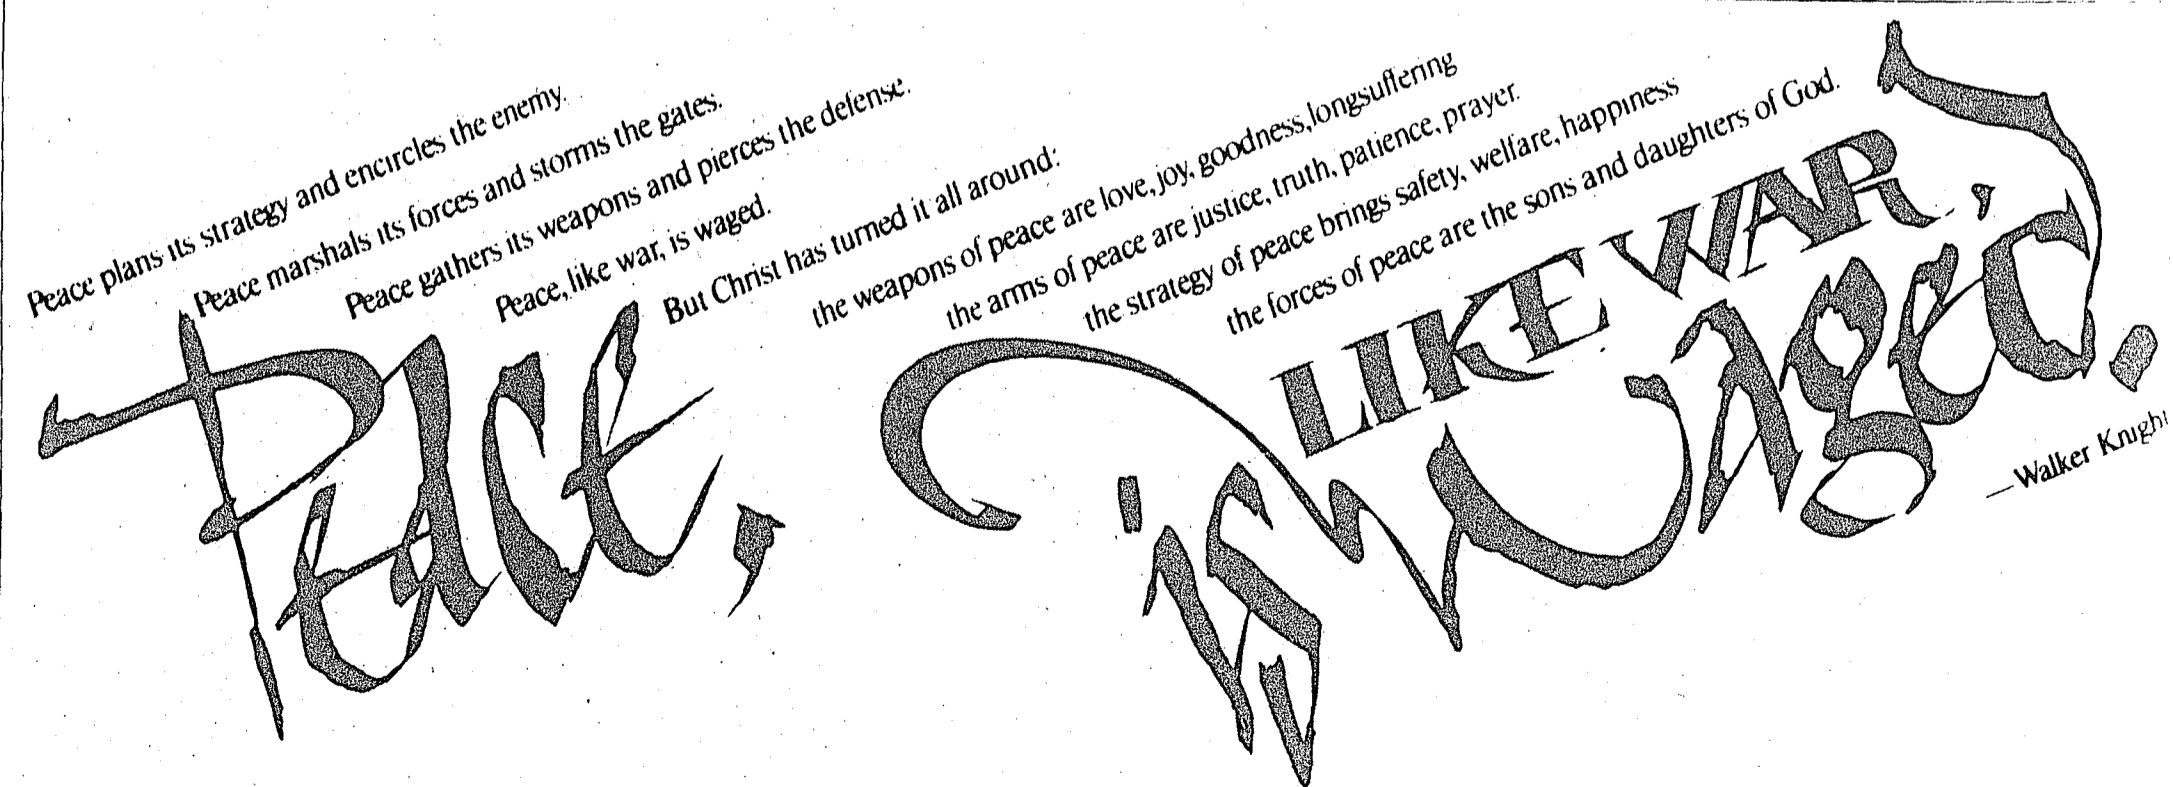 Peace plans its strategy and encircles the enemy.
Peace marshals its forces and storms the gates.
Peace gathers its weapons and pierces the defense.
Peace, like war, is waged.
But Christ has turned it all around:
the weapons of peace are love, joy, goodness, longsuffering
the arms of peace are justice, truth, patience, prayer.
the strategy of peace brings safety, welfare, happiness
the forces of peace are the sons and daughters of God.
Peace,
LIKE WAR,
is waged.
—Walker Knight